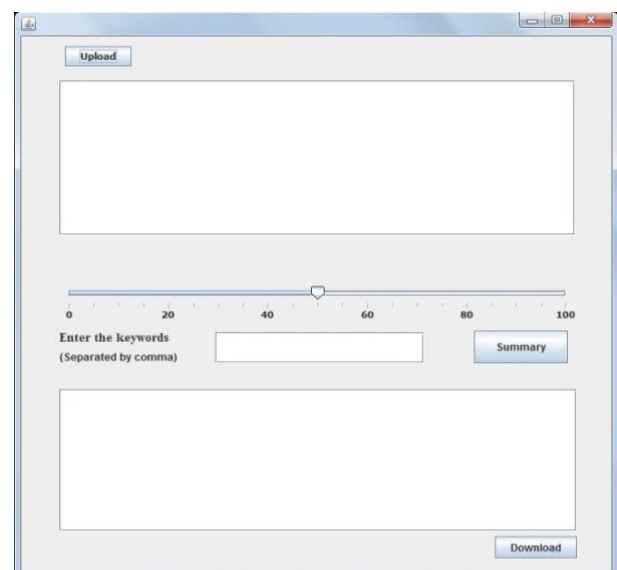 Upload
0 20 40 60 80 100
Enter the keywords
(Separated by comma)
Summary
Download